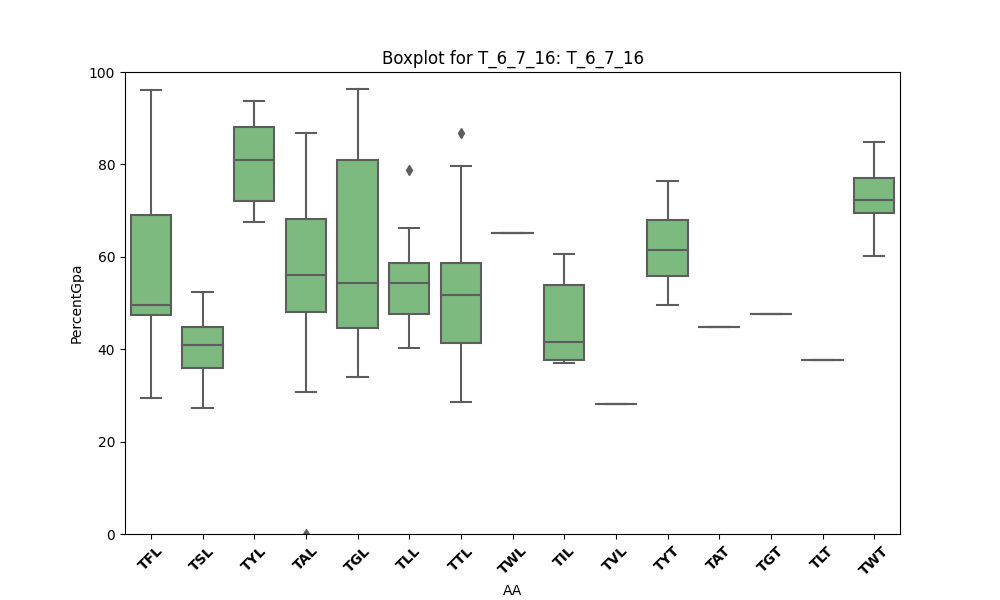 Boxplot for T_6_7_16: T_6_7_16
100
80
60
40
20
0
PercentGpa
TFL TSL TYL TAL TGL TLL TTL TWL TIL TVL TYT TAT TGT TLT TWT
AA